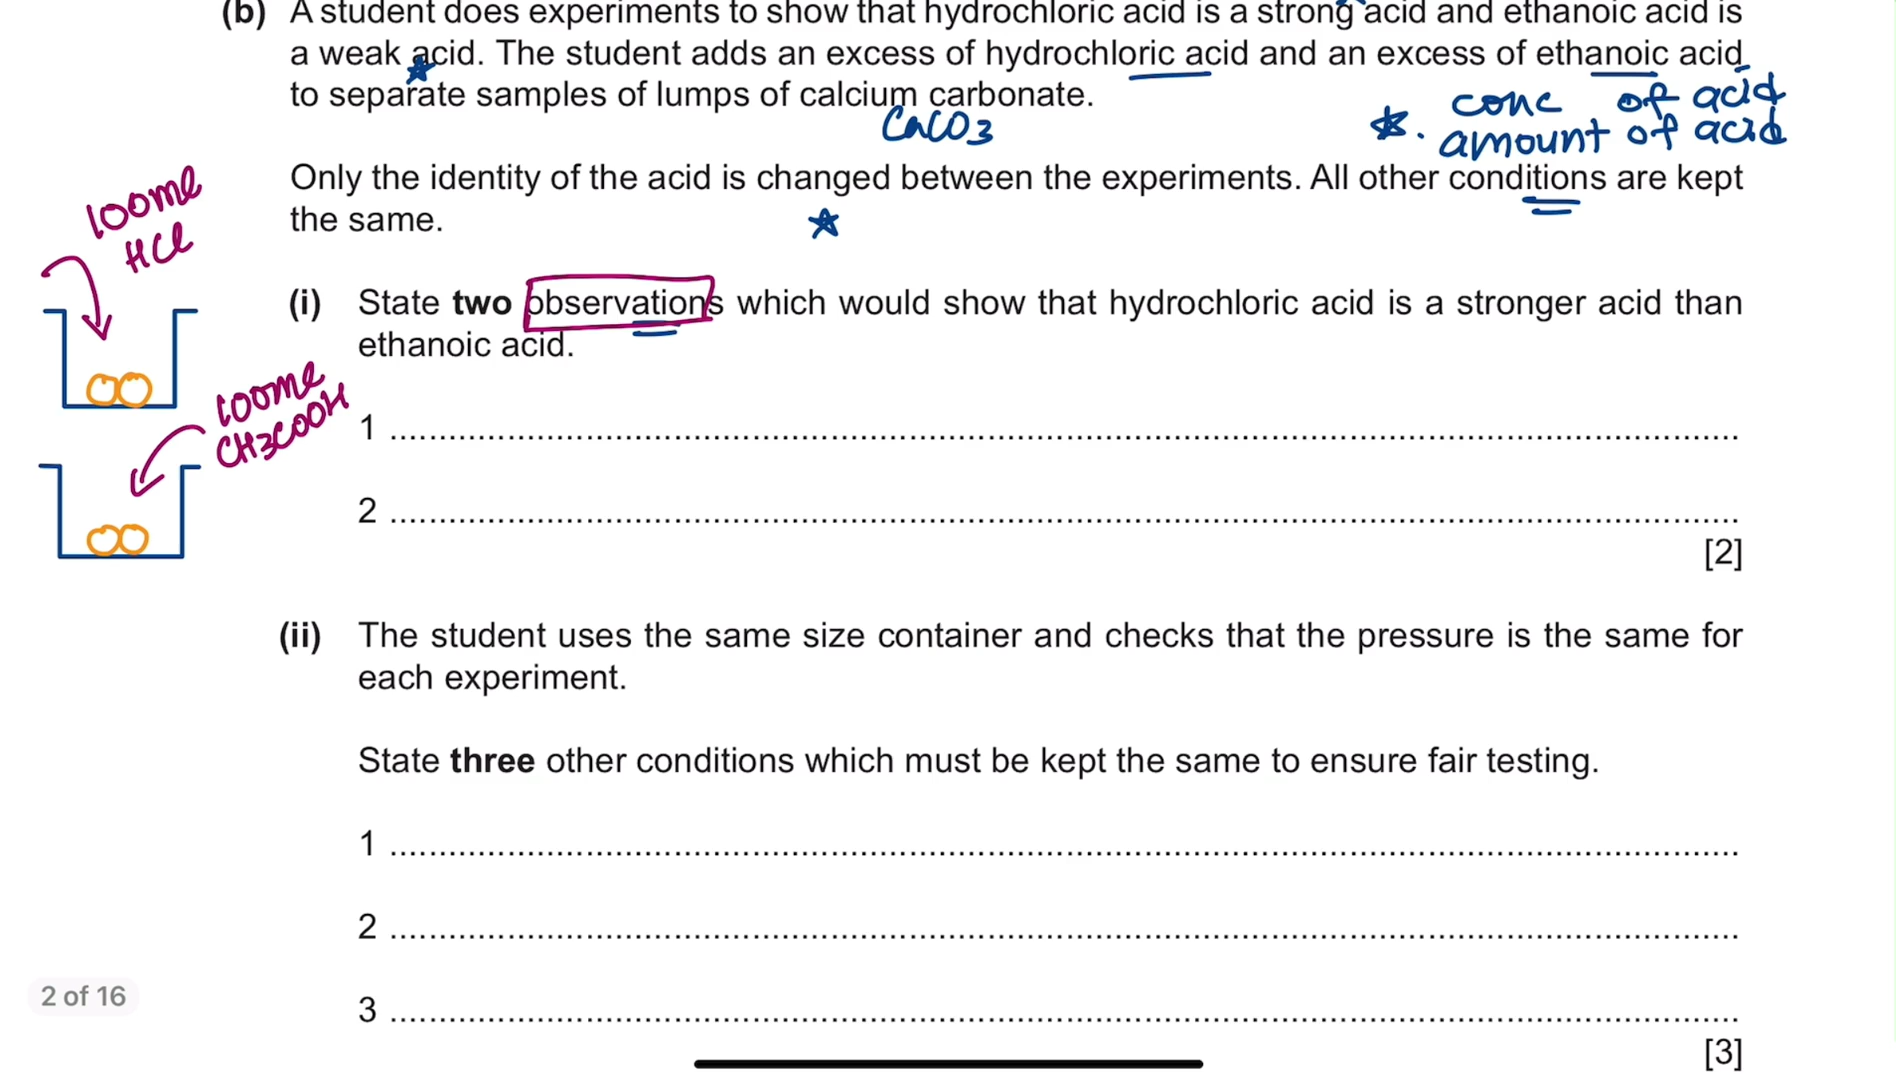 (b) A student does experiments to show that hydrochloric acid is a strong acid and ethanoic acid is
a weak acid. The student adds an excess of hydrochloric acid and an excess of ethanoic acid
to separate samples of lumps of calcium carbonate.
CaCO3
conc of acid
amount of acid
Only the identity of the acid is changed between the experiments. All other conditions are kept
the same.
100ml
HCl
(i) State two observations which would show that hydrochloric acid is a stronger acid than
ethanoic acid.
100ml
CH3COOH
1
2
[2]
(ii) The student uses the same size container and checks that the pressure is the same for
each experiment.
State three other conditions which must be kept the same to ensure fair testing.
1
2
3
[3]
2 of 16